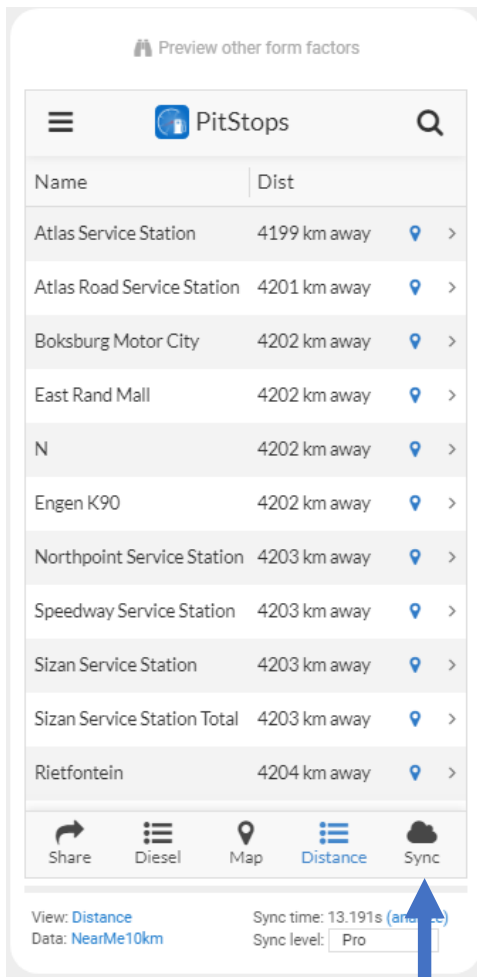 Preview other form factors
PitStops
Name Dist
Atlas Service Station 4199 km away
Atlas Road Service Station 4201 km away
Boksburg Motor City 4202 km away
East Rand Mall 4202 km away
N 4202 km away
Engen K90 4202 km away
Northpoint Service Station 4203 km away
Speedway Service Station 4203 km away
Sizan Service Station 4203 km away
Sizan Service Station Total 4203 km away
Rietfontein 4204 km away
Share Diesel Map Distance Sync
View: Distance Sync time: 13.191s
Data: NearMe10km Sync level: Pro